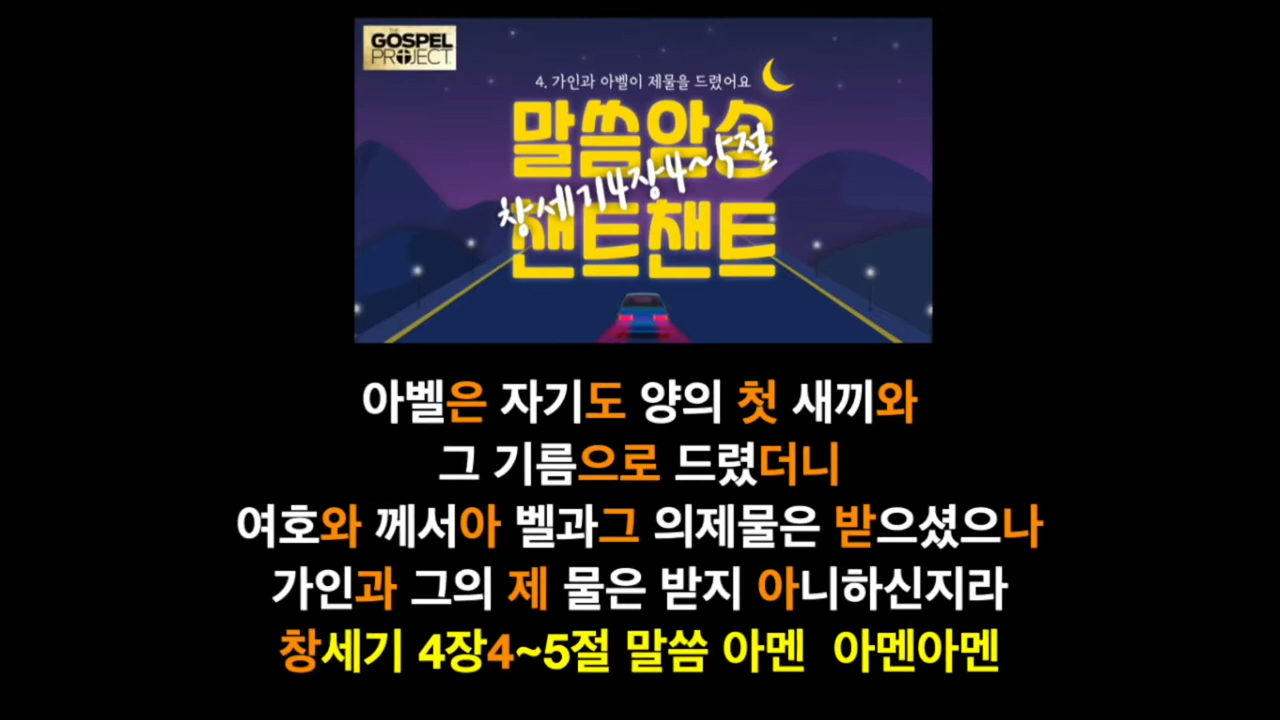 THE
GOSPEL
PROJECT
4. 가인과 아벨이 제물을 드렸어요
말씀암송
창세기4장4~5절
챈트챈트
아벨은 자기도 양의 첫 새끼와
그 기름으로 드렸더니
여호와 께서아 벨과그 의제물은 받으셨으나
가인과 그의 제 물은 받지 아니하신지라
창세기 4장4~5절 말씀 아멘 아멘아멘